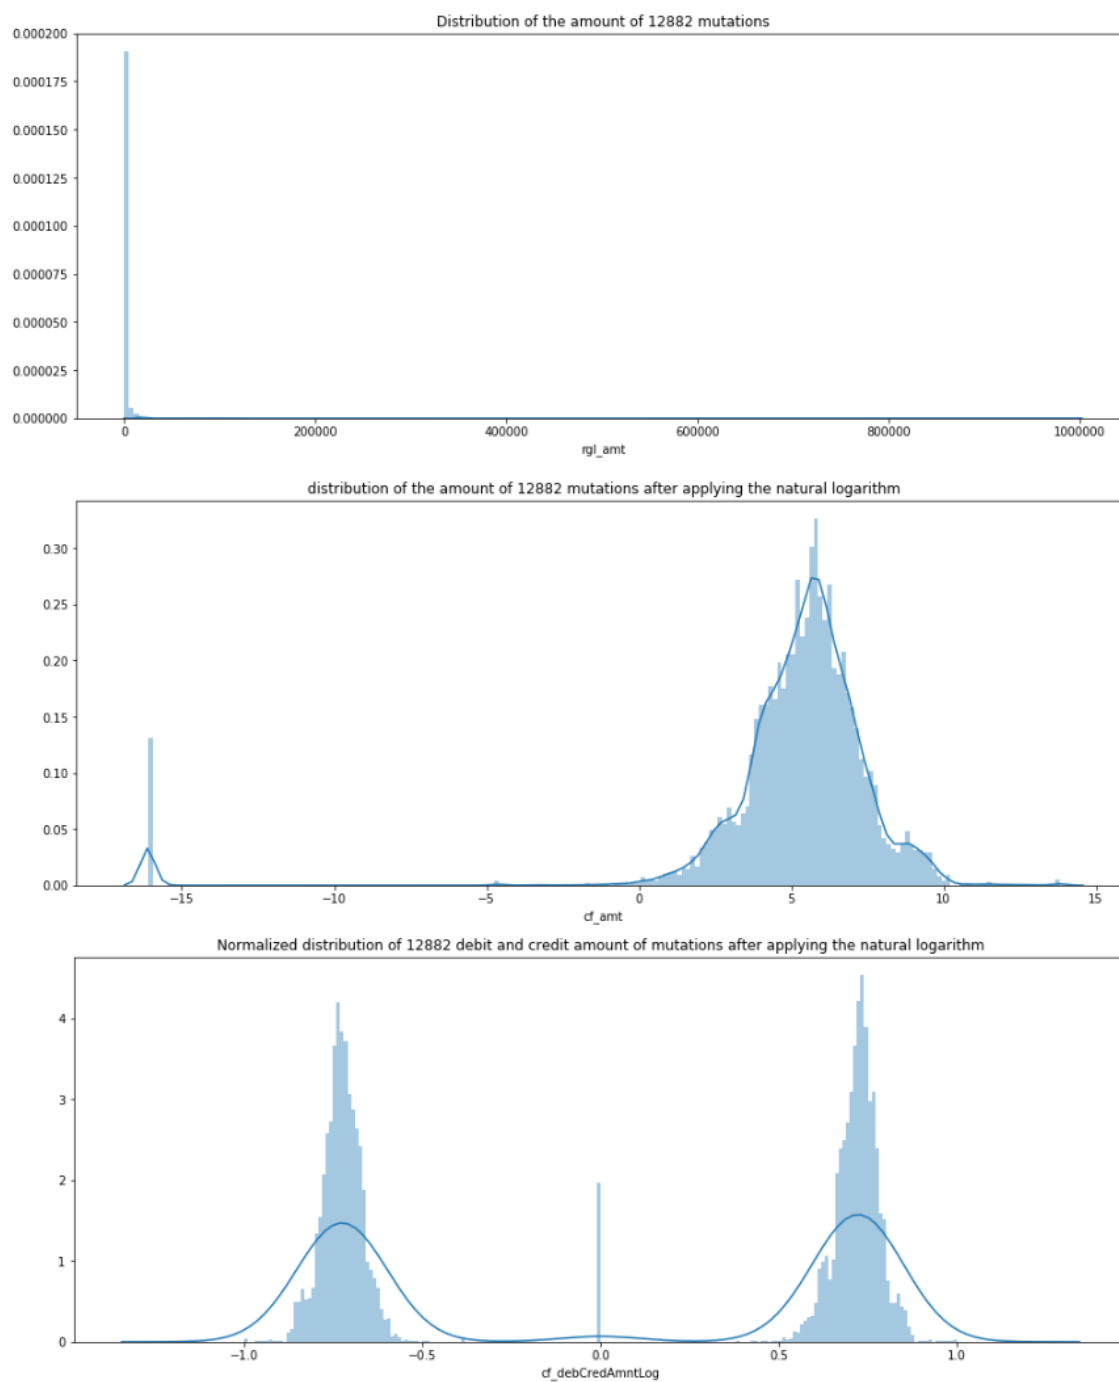 Distribution of the amount of 12882 mutations
0.000200
0.000175
0.000150
0.000125
0.000100
0.000075
0.000050
0.000025
0.000000
0 200000 400000 600000 800000 1000000
rgl_amt
distribution of the amount of 12882 mutations after applying the natural logarithm
0.30
0.25
0.20
0.15
0.10
0.05
0.00
−15 −10 −5 0 5 10 15
cf_amt
Normalized distribution of 12882 debit and credit amount of mutations after applying the natural logarithm
4
3
2
1
0
−1.0 −0.5 0.0 0.5 1.0
cf_debCredAmntLog